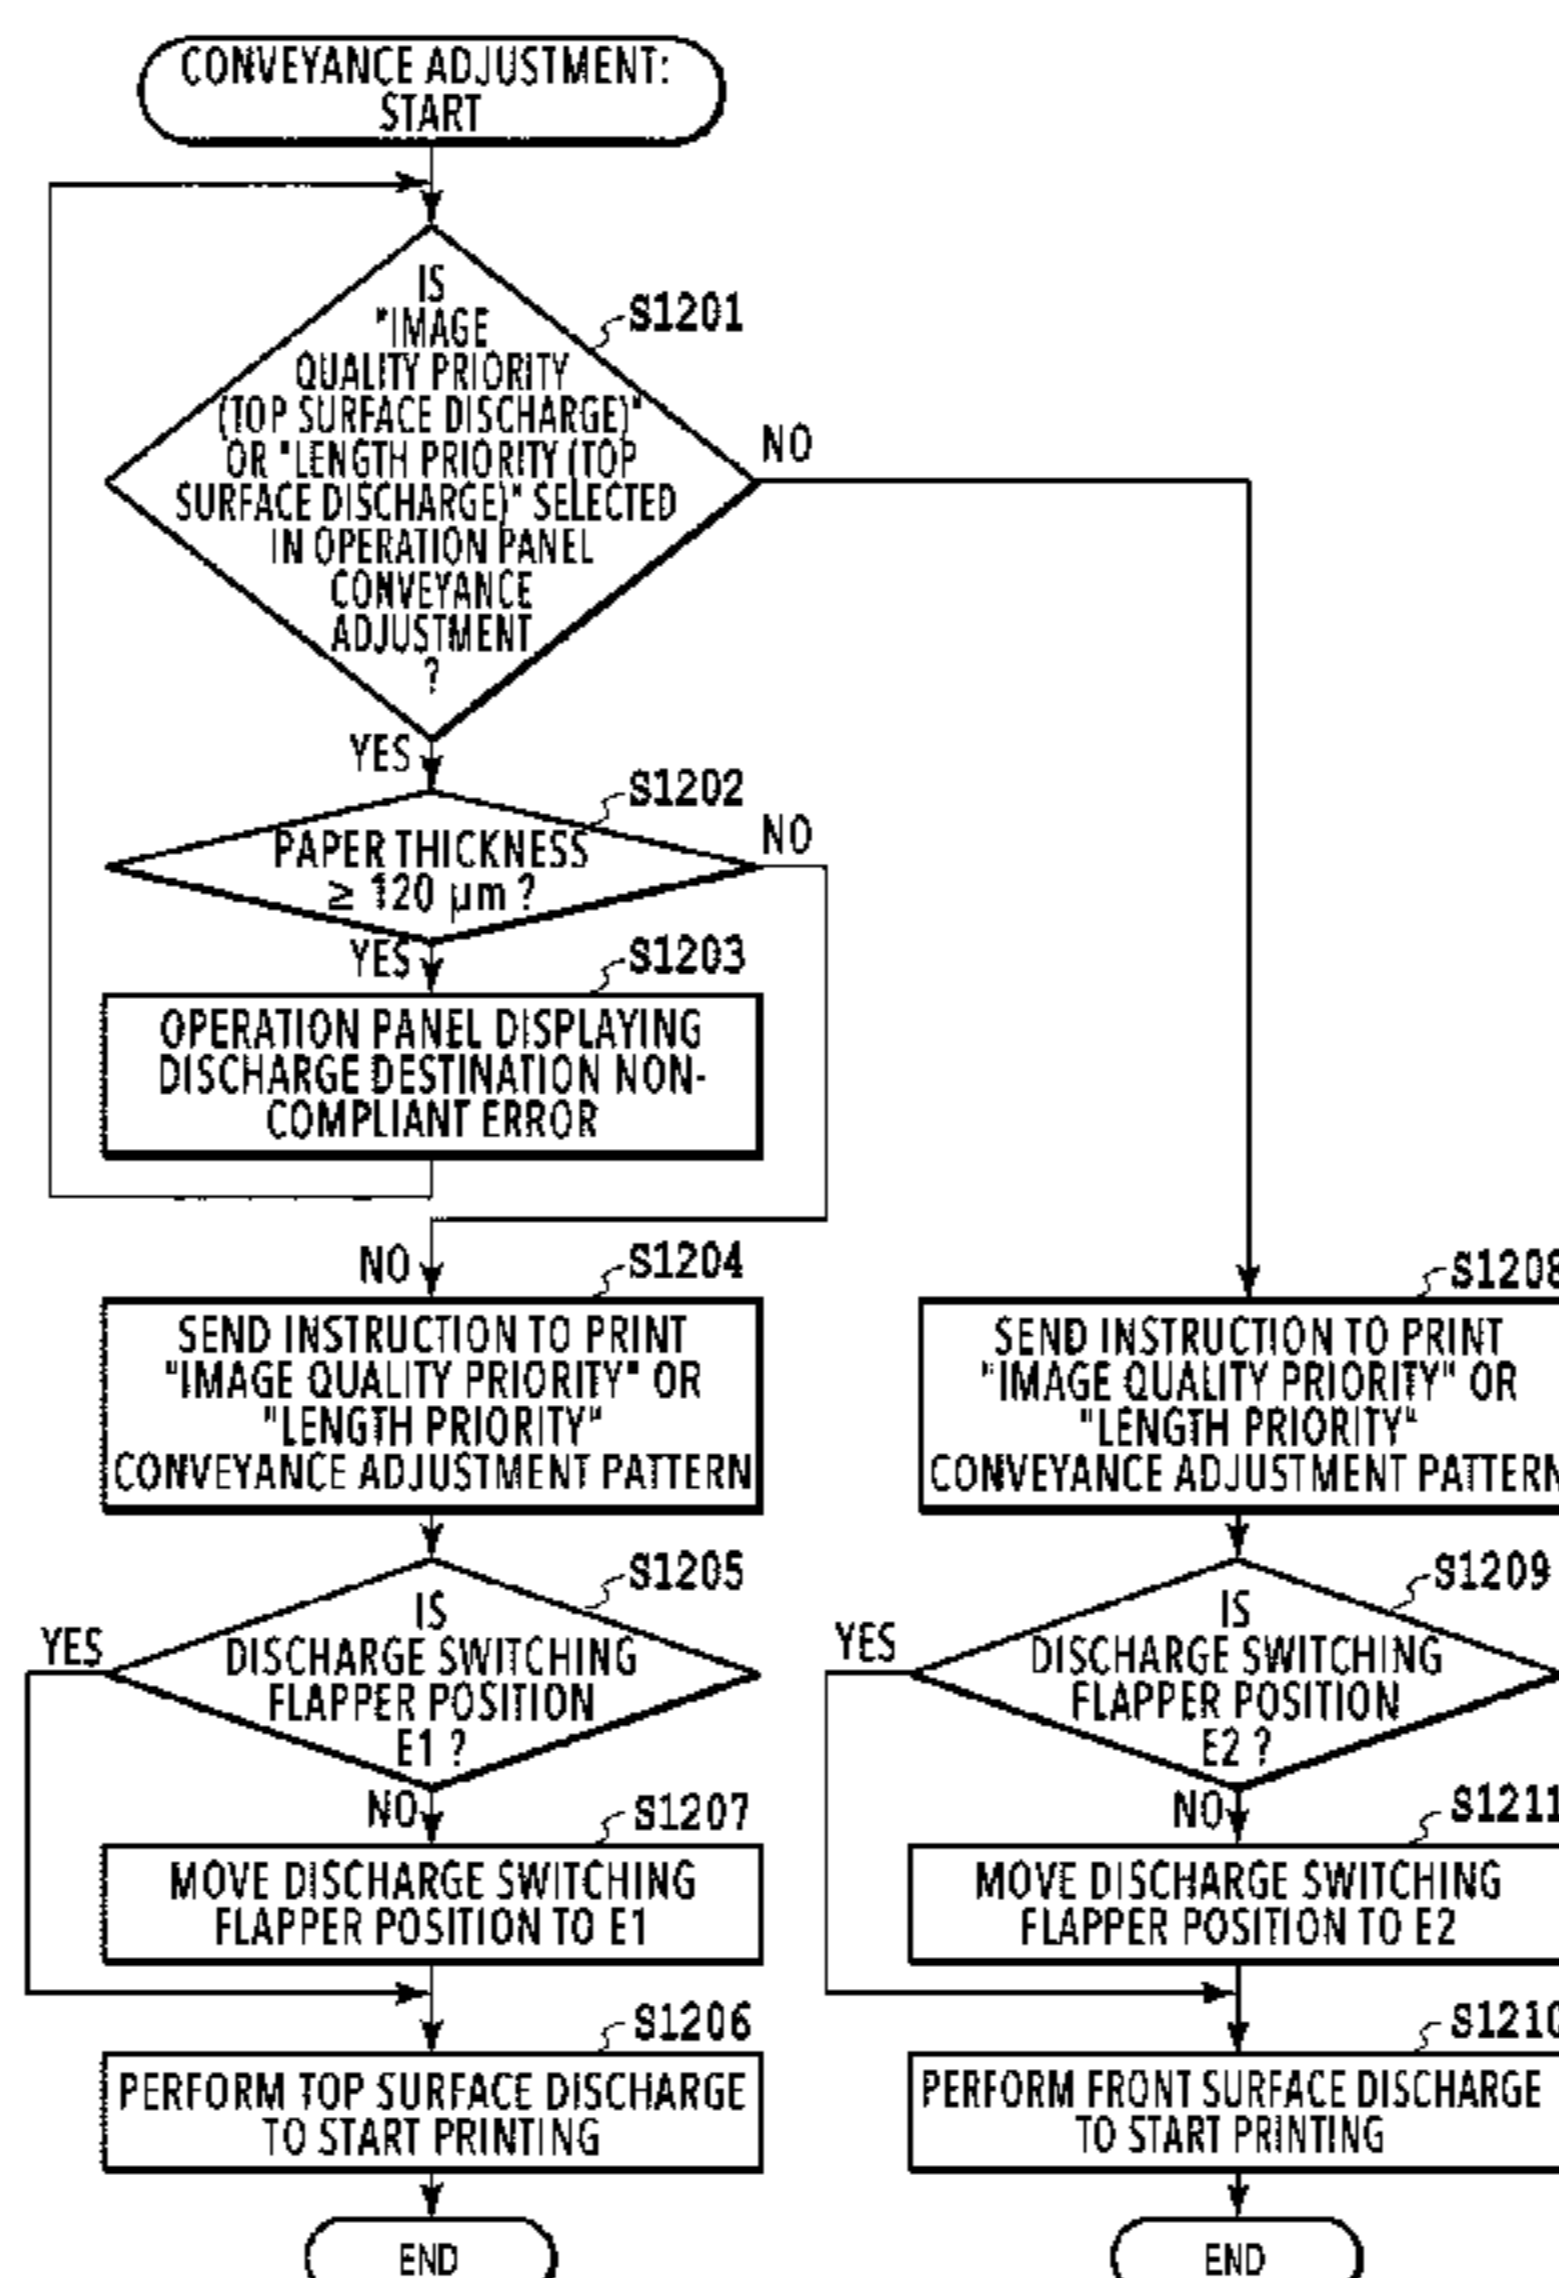 CONVEYANCE ADJUSTMENT:
START
IS
"IMAGE
QUALITY PRIORITY
(TOP SURFACE DISCHARGE)"
OR "LENGTH PRIORITY (TOP
SURFACE DISCHARGE)" SELECTED
IN OPERATION PANEL
CONVEYANCE
ADJUSTMENT
?
S1201
NO
YES
S1202
PAPER THICKNESS
≥ 120 µm ?
NO
YES
S1203
OPERATION PANEL DISPLAYING
DISCHARGE DESTINATION NON-
COMPLIANT ERROR
NO
S1204
SEND INSTRUCTION TO PRINT
"IMAGE QUALITY PRIORITY" OR
"LENGTH PRIORITY"
CONVEYANCE ADJUSTMENT PATTERN
S1205
IS
DISCHARGE SWITCHING
FLAPPER POSITION
E1 ?
YES
NO
S1207
MOVE DISCHARGE SWITCHING
FLAPPER POSITION TO E1
S1206
PERFORM TOP SURFACE DISCHARGE
TO START PRINTING
END
S1208
SEND INSTRUCTION TO PRINT
"IMAGE QUALITY PRIORITY" OR
"LENGTH PRIORITY"
CONVEYANCE ADJUSTMENT PATTERN
S1209
IS
DISCHARGE SWITCHING
FLAPPER POSITION
E2 ?
YES
NO
S1211
MOVE DISCHARGE SWITCHING
FLAPPER POSITION TO E2
S1210
PERFORM FRONT SURFACE DISCHARGE
TO START PRINTING
END